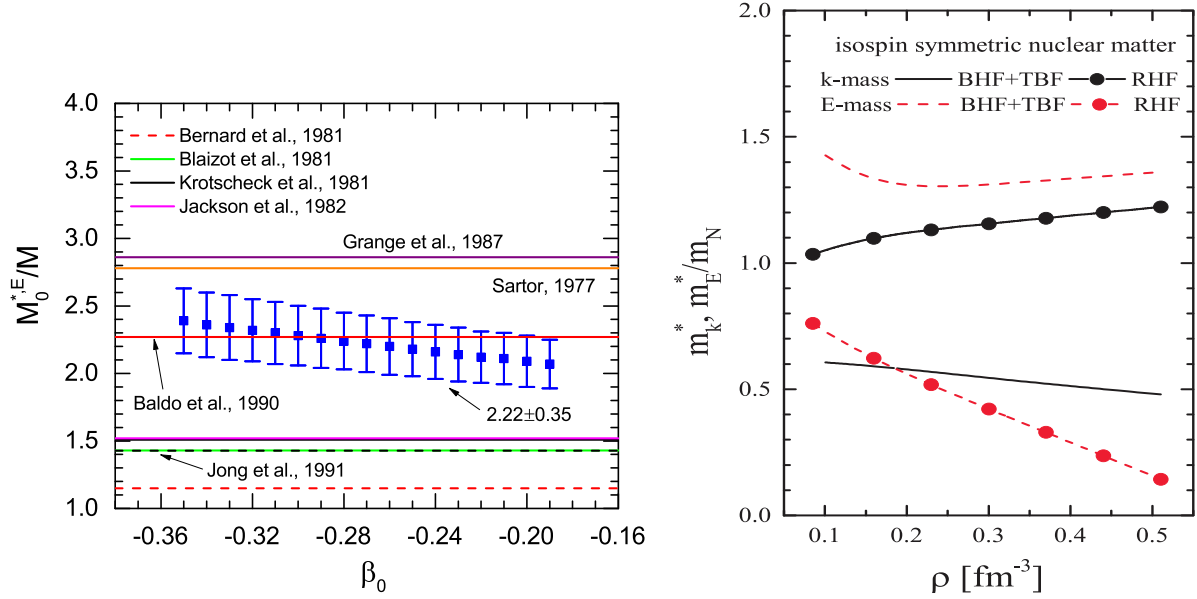 4.0
3.5
3.0
2.5
2.0
1.5
1.0
M₀*,E/M
Bernard et al., 1981
Blaizot et al., 1981
Krotscheck et al., 1981
Jackson et al., 1982
Grange et al., 1987
Sartor, 1977
Baldo et al., 1990
2.22±0.35
Jong et al., 1991
-0.36 -0.32 -0.28 -0.24 -0.20 -0.16
β₀
2.0
1.5
1.0
0.5
0.0
m*k, m*E/mN
isospin symmetric nuclear matter
k-mass BHF+TBF RHF
E-mass BHF+TBF RHF
0.1 0.2 0.3 0.4 0.5
ρ [fm⁻³]